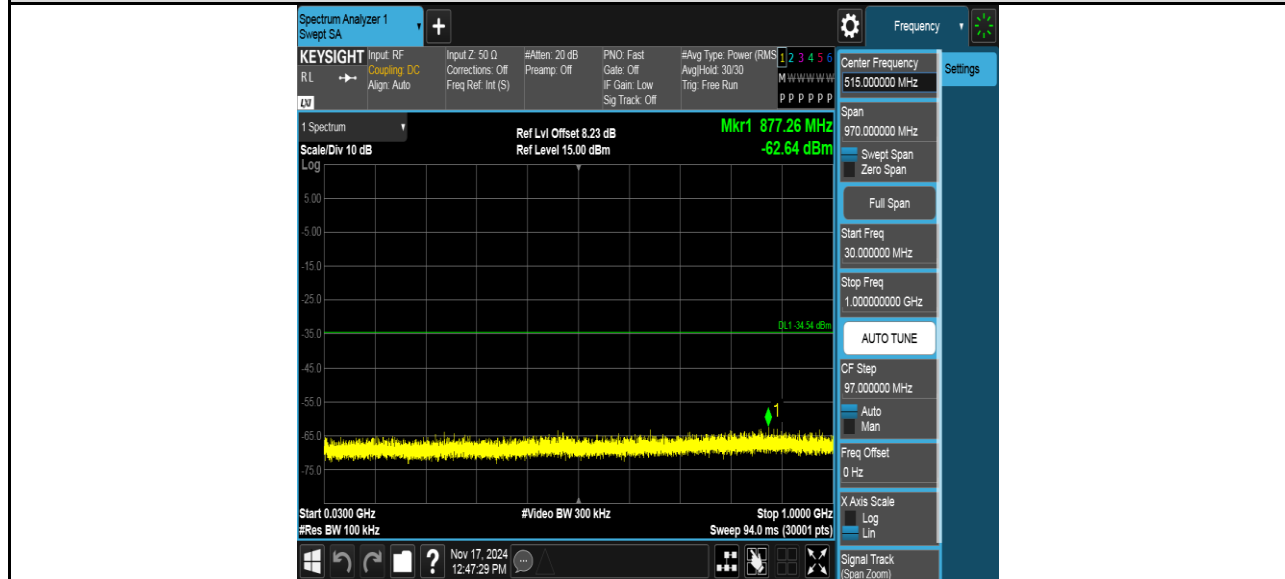 Spectrum Analyzer 1
Swept SA
+
Frequency
KEYSIGHT
RL
LXI
Input: RF
Coupling: DC
Align: Auto
Input Z: 50 Ω
Corrections: Off
Freq Ref: Int (S)
#Atten: 20 dB
Preamp: Off
PNO: Fast
Gate: Off
IF Gain: Low
Sig Track: Off
#Avg Type: Power (RMS
Avg|Hold: 30/30
Trig: Free Run
1 2 3 4 5 6
M W W W W W
P P P P P P
1 Spectrum
Scale/Div 10 dB
Log
Ref Lvl Offset 8.23 dB
Ref Level 15.00 dBm
Mkr1 877.26 MHz
-62.64 dBm
5.00
-5.00
-15.0
-25.0
-35.0
-45.0
-55.0
-65.0
-75.0
DL1 -34.54 dBm
1
Start 0.0300 GHz
#Res BW 100 kHz
#Video BW 300 kHz
Stop 1.0000 GHz
Sweep 94.0 ms (30001 pts)
?
Nov 17, 2024
12:47:29 PM
Center Frequency
515.000000 MHz
Settings
Span
970.000000 MHz
Swept Span
Zero Span
Full Span
Start Freq
30.000000 MHz
Stop Freq
1.000000000 GHz
AUTO TUNE
CF Step
97.000000 MHz
Auto
Man
Freq Offset
0 Hz
X Axis Scale
Log
Lin
Signal Track
(Span Zoom)